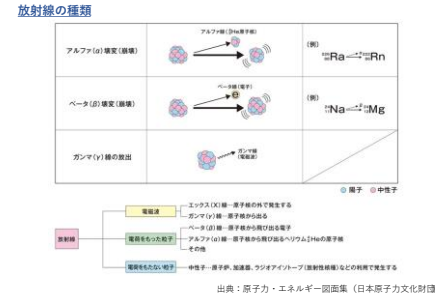 放射線の種類
アルファ(α)壊変(崩壊)
アルファ線(⁴₂He原子核)
(例)
²²⁶₈₈Ra → ²²²₈₆Rn
ベータ(β)壊変(崩壊)
ベータ線(電子)
(例)
²⁴₁₁Na → ²⁴₁₂Mg
ガンマ(γ)線の放出
ガンマ線
(電磁波)
陽子 中性子
放射線
電磁波
エックス(X)線…原子核の外で発生する
ガンマ(γ)線…原子核から出る
電荷をもった粒子
ベータ(β)線…原子核から飛び出る電子
アルファ(α)線…原子核から飛び出るヘリウム⁴₂Heの原子核
その他
電荷をもたない粒子
中性子…原子炉、加速器、ラジオアイソトープ(放射性核種)などの利用で発生する
出典：原子力・エネルギー図面集（日本原子力文化財団